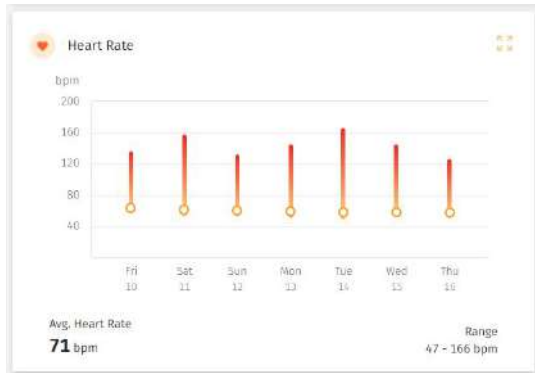 Heart Rate
bpm
200
160
120
80
40
Fri Sat Sun Mon Tue Wed Thu
10 11 12 13 14 15 16
Avg. Heart Rate
71 bpm
Range
47 - 166 bpm